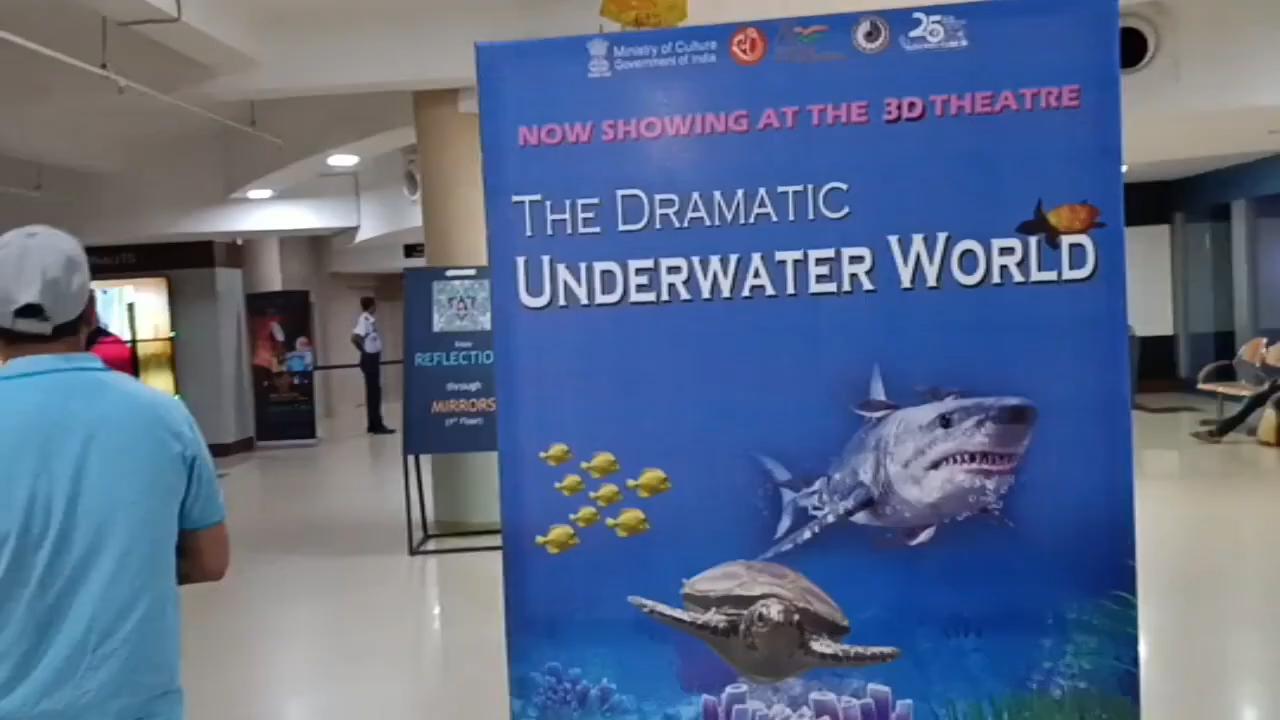 Ministry of Culture
Government of India
25
NOW SHOWING AT THE 3D THEATRE
THE DRAMATIC
UNDERWATER WORLD
REFLECTIO
through
MIRRORS